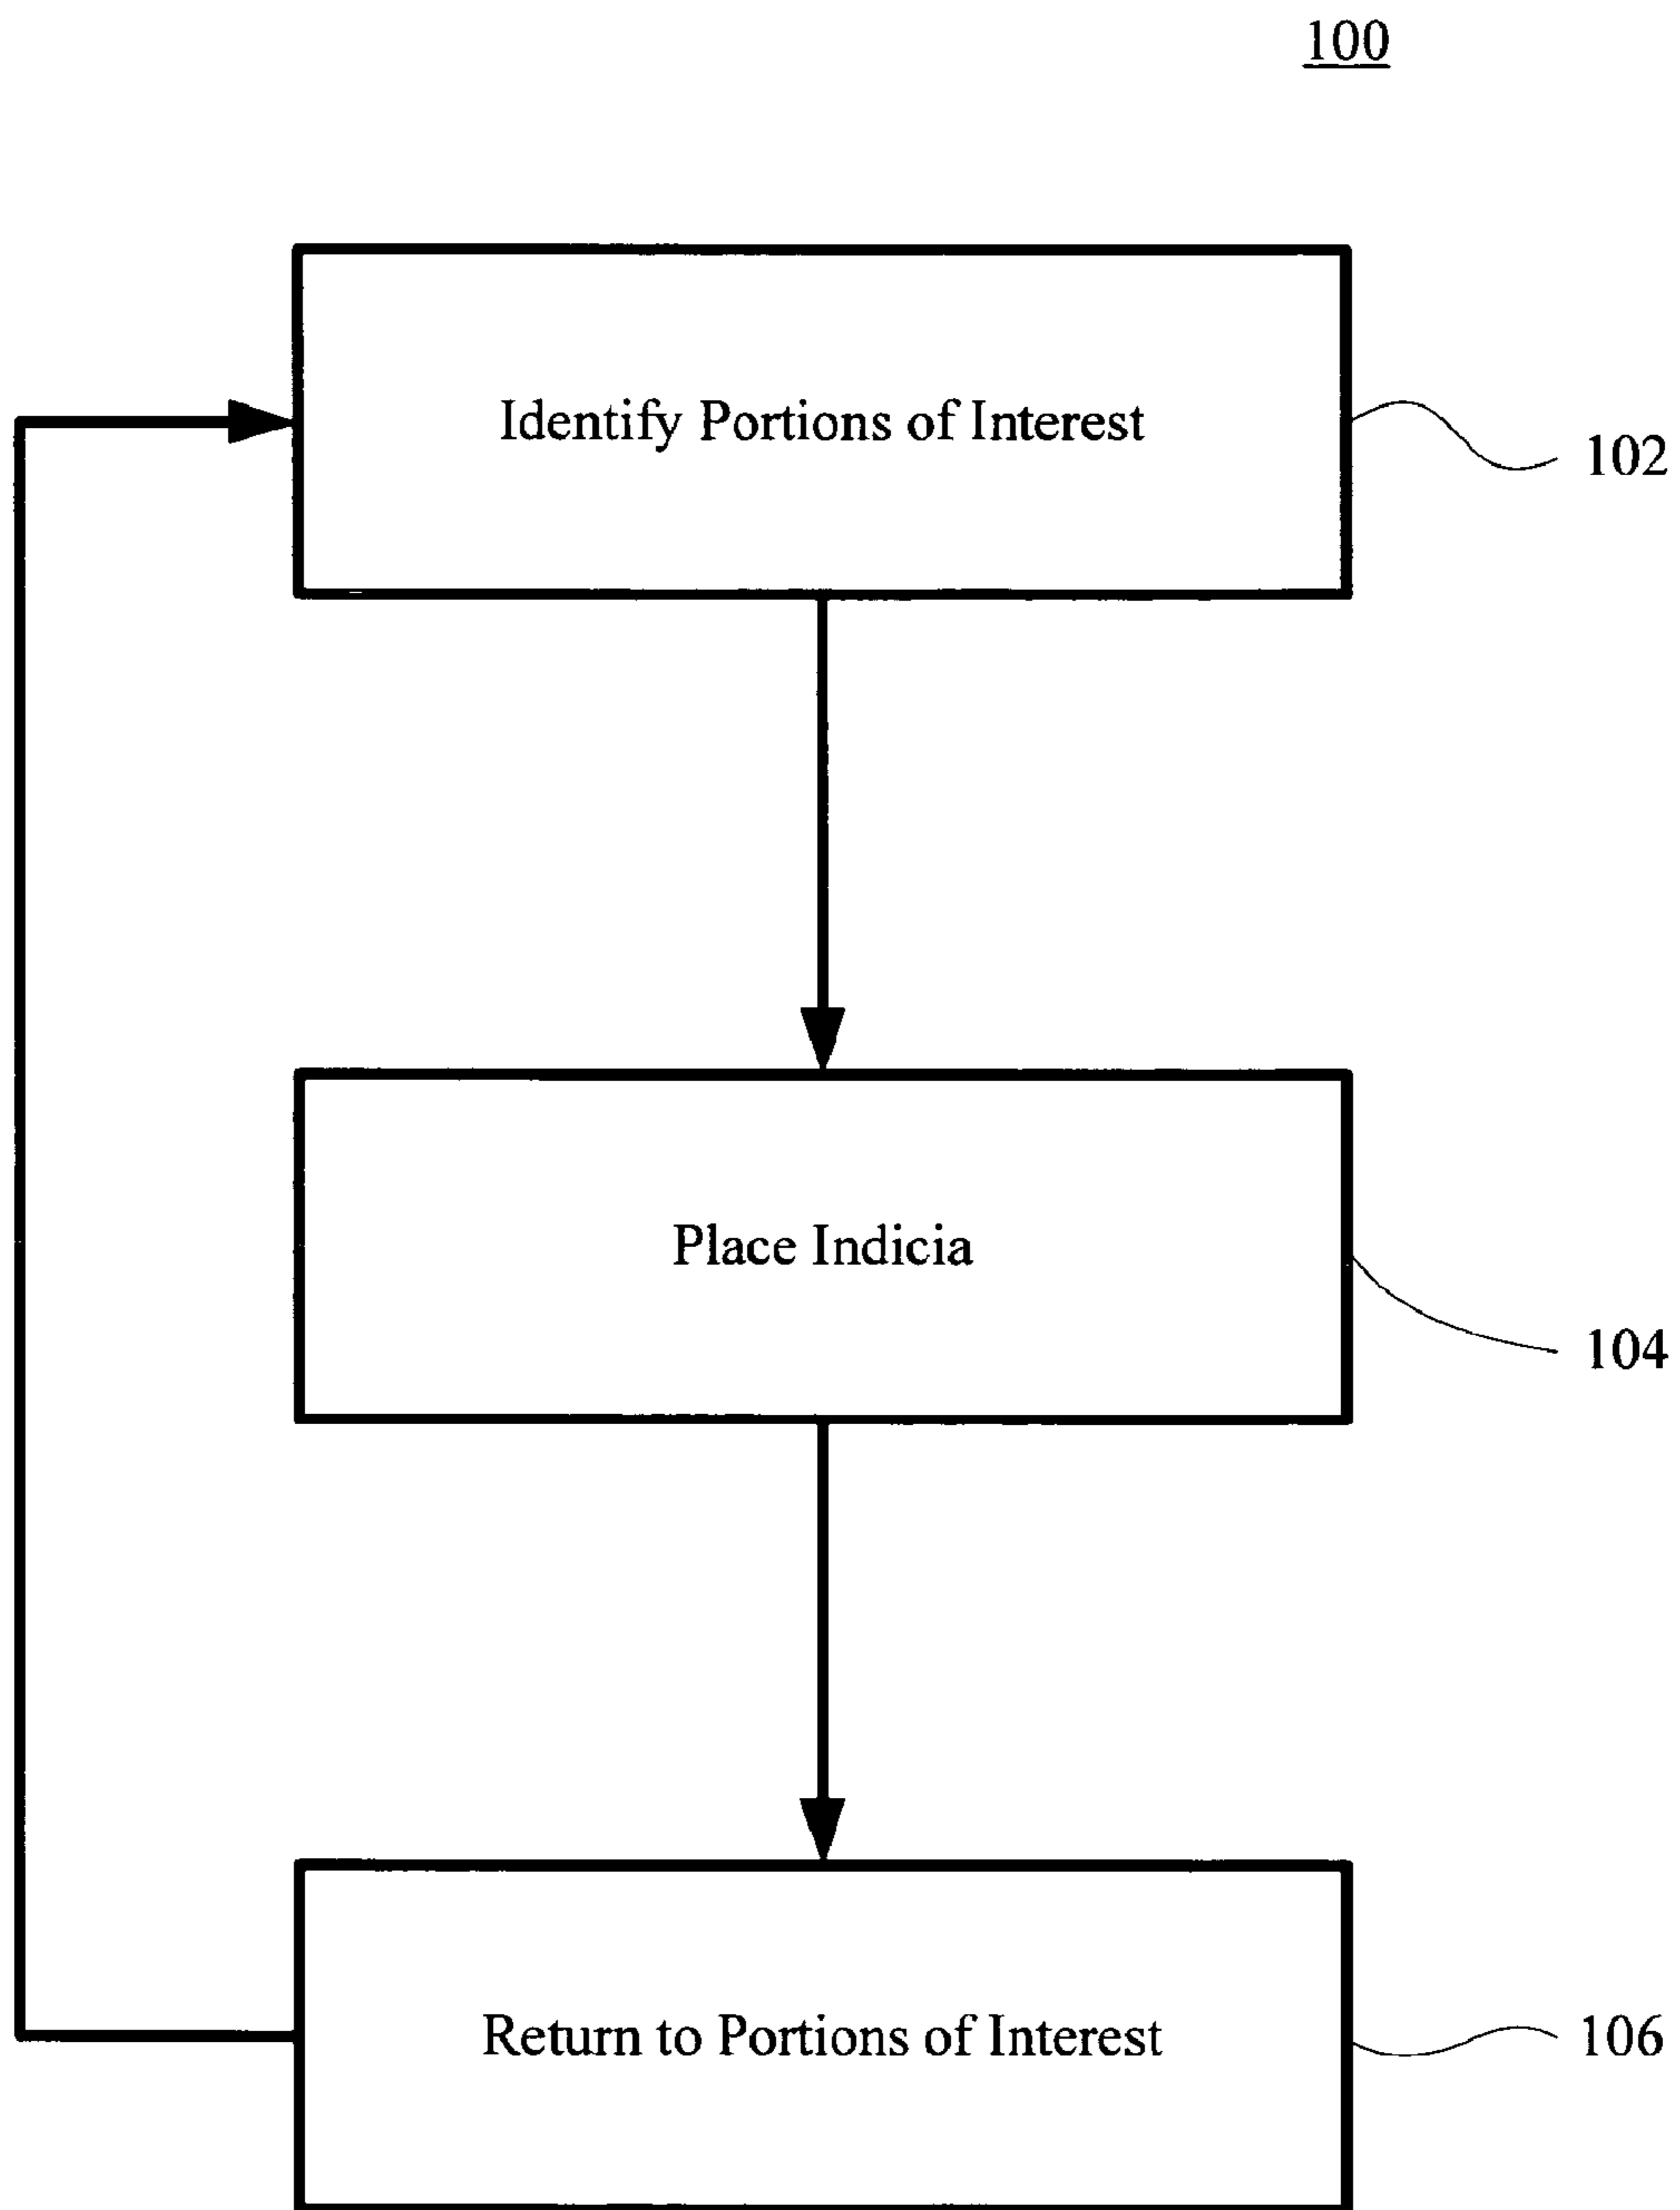 100
Identify Portions of Interest
102
Place Indicia
104
Return to Portions of Interest
106